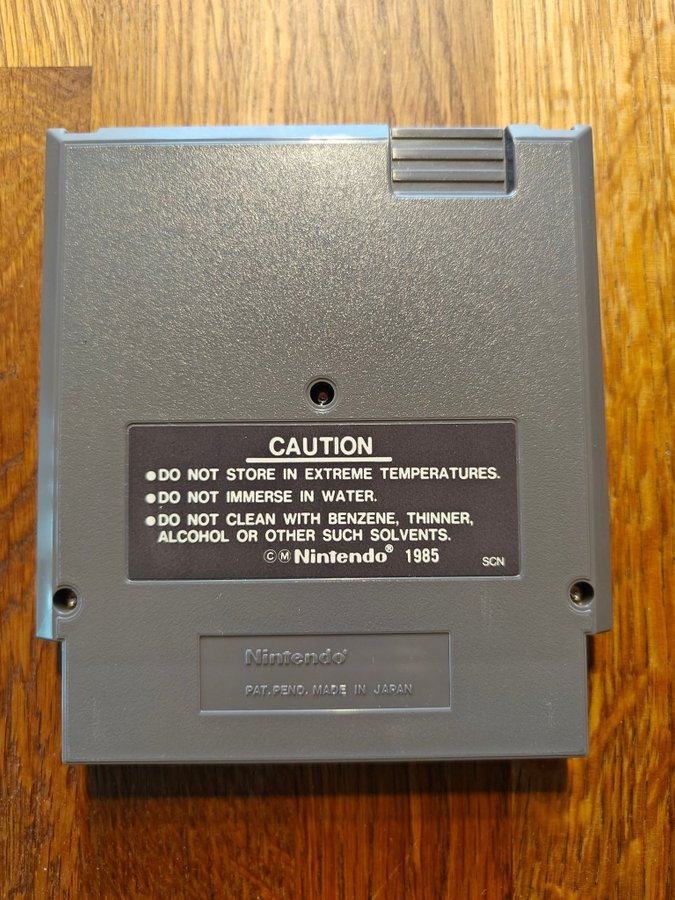 CAUTION
●DO NOT STORE IN EXTREME TEMPERATURES.
●DO NOT IMMERSE IN WATER.
●DO NOT CLEAN WITH BENZENE, THINNER,
ALCOHOL OR OTHER SUCH SOLVENTS.
ⒸⓂ Nintendo® 1985
SCN
Nintendo®
PAT. PEND. MADE IN JAPAN